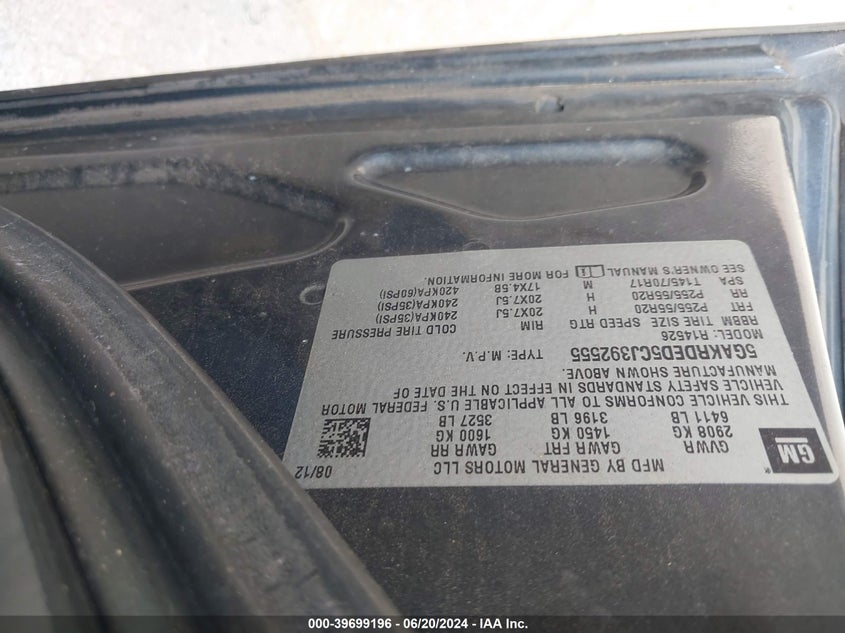 MFD BY GENERAL MOTORS LLC 08/12
GM
GVWR GAWR FRT GAWR RR
2908 KG 1450 KG 1600 KG
6411 LB 3196 LB 3527 LB
THIS VEHICLE CONFORMS TO ALL APPLICABLE U.S. FEDERAL MOTOR
VEHICLE SAFETY STANDARDS IN EFFECT ON THE DATE OF
MANUFACTURE SHOWN ABOVE.
5GAKRDED5CJ392555 TYPE: M.P.V.
MODEL: R14526
RBBM TIRE SIZE SPEED RTG RIM COLD TIRE PRESSURE
FRT P255/55R20 H 20X7.5J 240KPA(35PSI)
RR P255/55R20 H 20X7.5J 240KPA(35PSI)
SPA T145/70R17 M 17X4.5B 420KPA(60PSI)
SEE OWNER'S MANUAL FOR MORE INFORMATION.
000-39699196 - 06/20/2024 - IAA Inc.